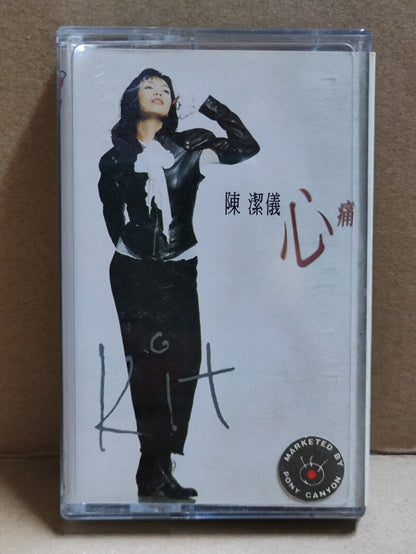 陳 潔儀
心痛
Kit
MARKETED BY
PONY CANYON